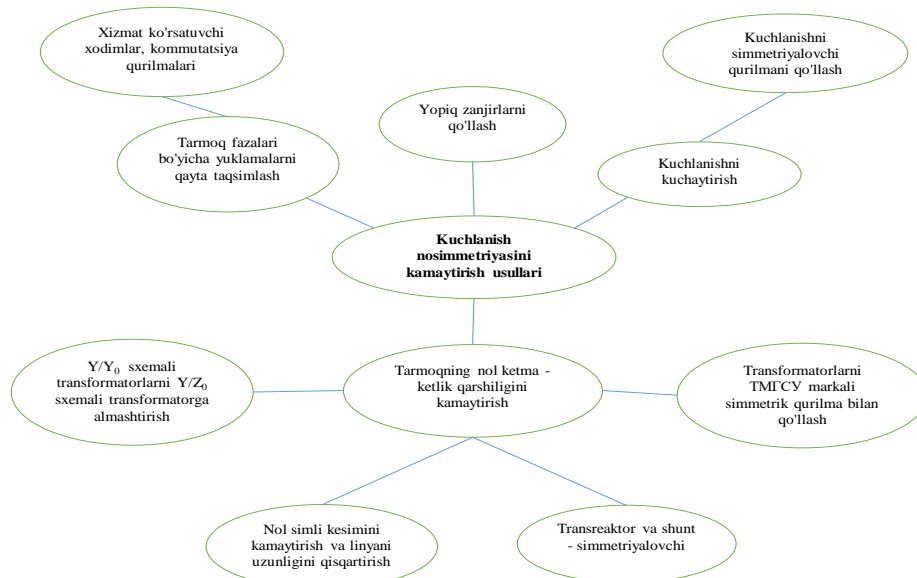 Xizmat ko'rsatuvchi
xodimlar, kommutatsiya
qurilmalari
Kuchlanishni
simmetriyalovchi
qurilmani qo'llash
Yopiq zanjirlarni
qo'llash
Tarmoq fazalari
bo'yicha yuklamalarni
qayta taqsimlash
Kuchlanishni
kuchaytirish
Kuchlanish
nosimmetriyasini
kamaytirish usullari
Y/Y₀ sxemali
transformatorlarni Y/Z₀
sxemali transformatorga
almashtirish
Tarmoqning nol ketma -
ketlik qarshiligini
kamaytirish
Transformatorlarni
ТМГСУ markali
simmetrik qurilma bilan
qo'llash
Nol simli kesimini
kamaytirish va linyani
uzunligini qisqartirish
Transreaktor va shunt
- simmetriyalovchi